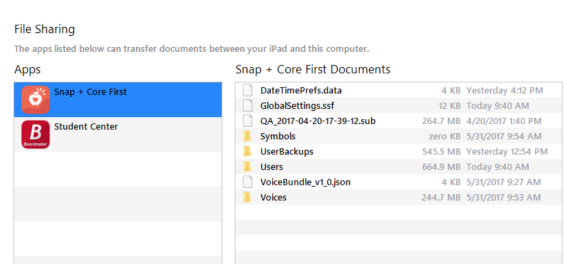 File Sharing
The apps listed below can transfer documents between your iPad and this computer.
Apps
Snap + Core First Documents
Snap + Core First
B
Boardmaker
Student Center
DateTimePrefs.data 4 KB Yesterday 4:12 PM
GlobalSettings.ssf 12 KB Today 9:40 AM
QA_2017-04-20-17-39-12.sub 264.7 MB 4/20/2017 1:40 PM
Symbols zero KB 5/31/2017 9:54 AM
UserBackups 545.5 MB Yesterday 12:54 PM
Users 664.9 MB Today 9:40 AM
VoiceBundle_v1_0.json 4 KB 5/31/2017 9:27 AM
Voices 244.7 MB 5/31/2017 9:53 AM